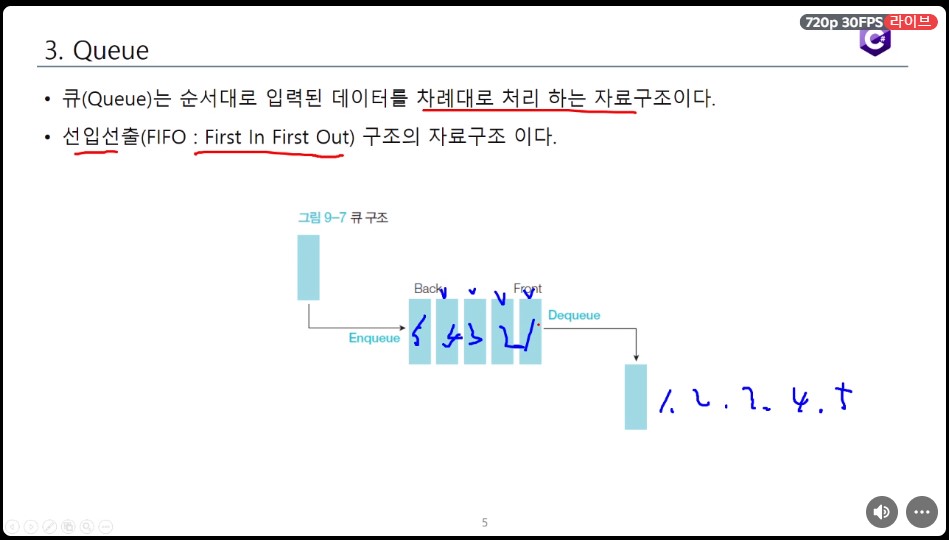 720p 30FPS 라이브
3. Queue
C#
• 큐(Queue)는 순서대로 입력된 데이터를 차례대로 처리 하는 자료구조이다.
• 선입선출(FIFO : First In First Out) 구조의 자료구조 이다.
그림 9-7 큐 구조
Back Front
Dequeue
Enqueue
5 4 3 2 1
1. 2. 3. 4. 5
5